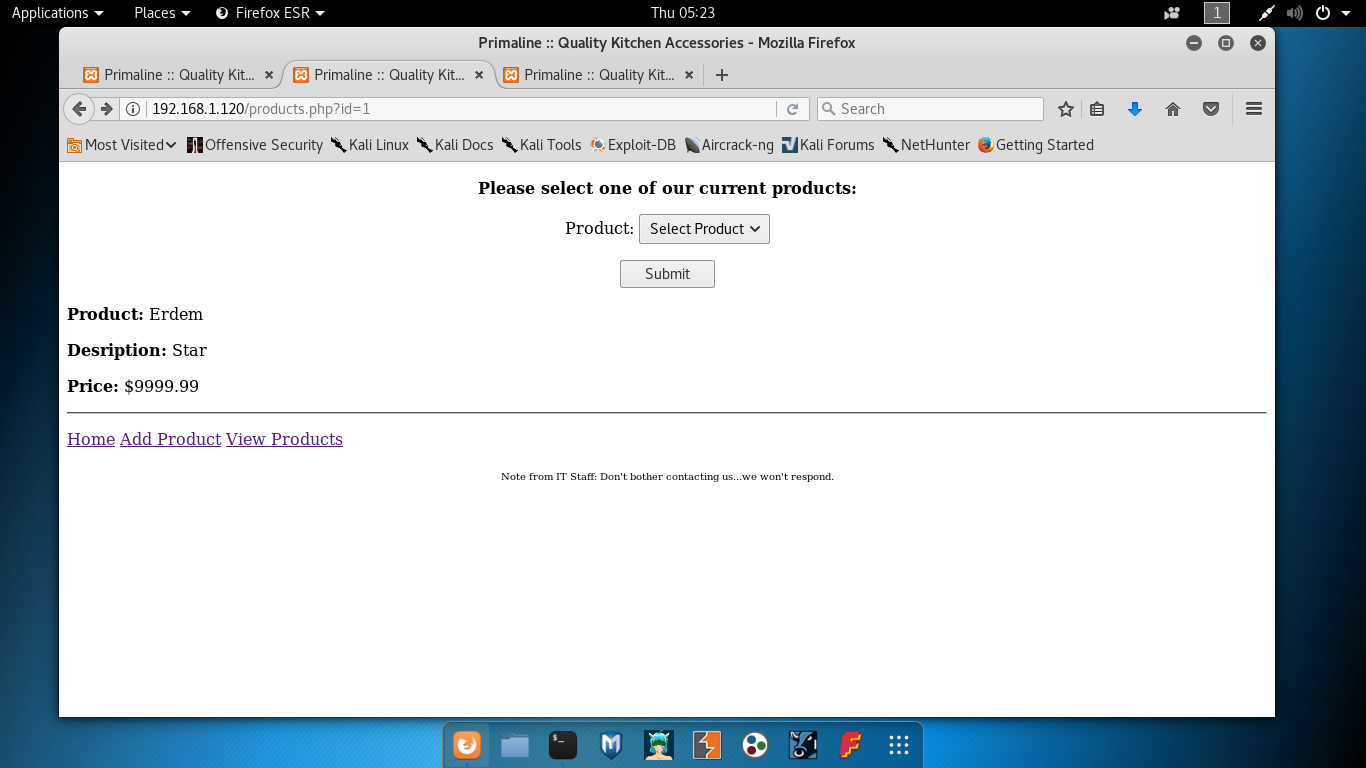 Applications Places Firefox ESR Thu 05:23 1
Primaline :: Quality Kitchen Accessories - Mozilla Firefox
Primaline :: Quality Kit... Primaline :: Quality Kit... Primaline :: Quality Kit...
192.168.1.120/products.php?id=1 Search
Most Visited Offensive Security Kali Linux Kali Docs Kali Tools Exploit-DB Aircrack-ng Kali Forums NetHunter Getting Started
Please select one of our current products:
Product: Select Product
Submit
Product: Erdem
Desription: Star
Price: $9999.99
Home Add Product View Products
Note from IT Staff: Don't bother contacting us...we won't respond.